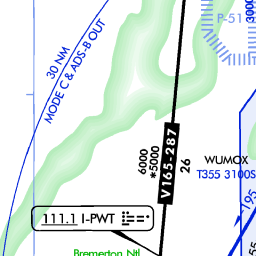 P-51
3000
30 NM
MODE C & ADS-B OUT
6000
*5000
V165-287
26
WUMOX
T355 3100S
195
111.1 I-PWT
Bremerton Ntl